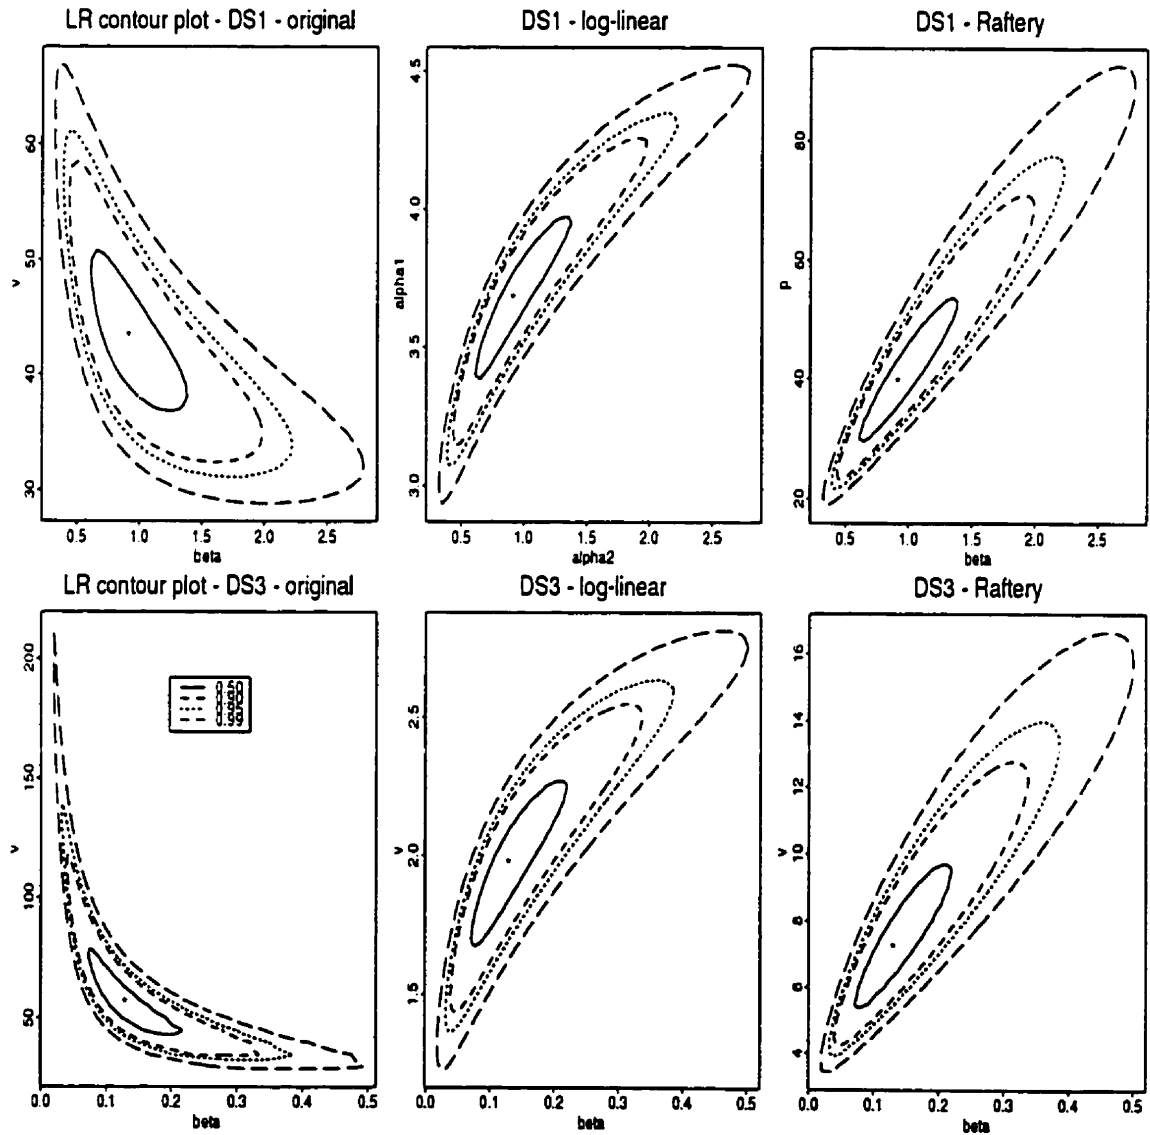 LR contour plot - DS1 - original
v
60
50
40
30
0.5 1.0 1.5 2.0 2.5
beta
DS1 - log-linear
alpha1
4.5
4.0
3.5
3.0
0.5 1.0 1.5 2.0 2.5
alpha2
DS1 - Raftery
p
80
60
40
20
0.5 1.0 1.5 2.0 2.5
beta
LR contour plot - DS3 - original
v
200
150
100
50
0.50
0.90
0.95
0.99
0.0 0.1 0.2 0.3 0.4 0.5
beta
DS3 - log-linear
v
2.5
2.0
1.5
0.0 0.1 0.2 0.3 0.4 0.5
beta
DS3 - Raftery
v
16
14
12
10
8
6
4
0.0 0.1 0.2 0.3 0.4 0.5
beta